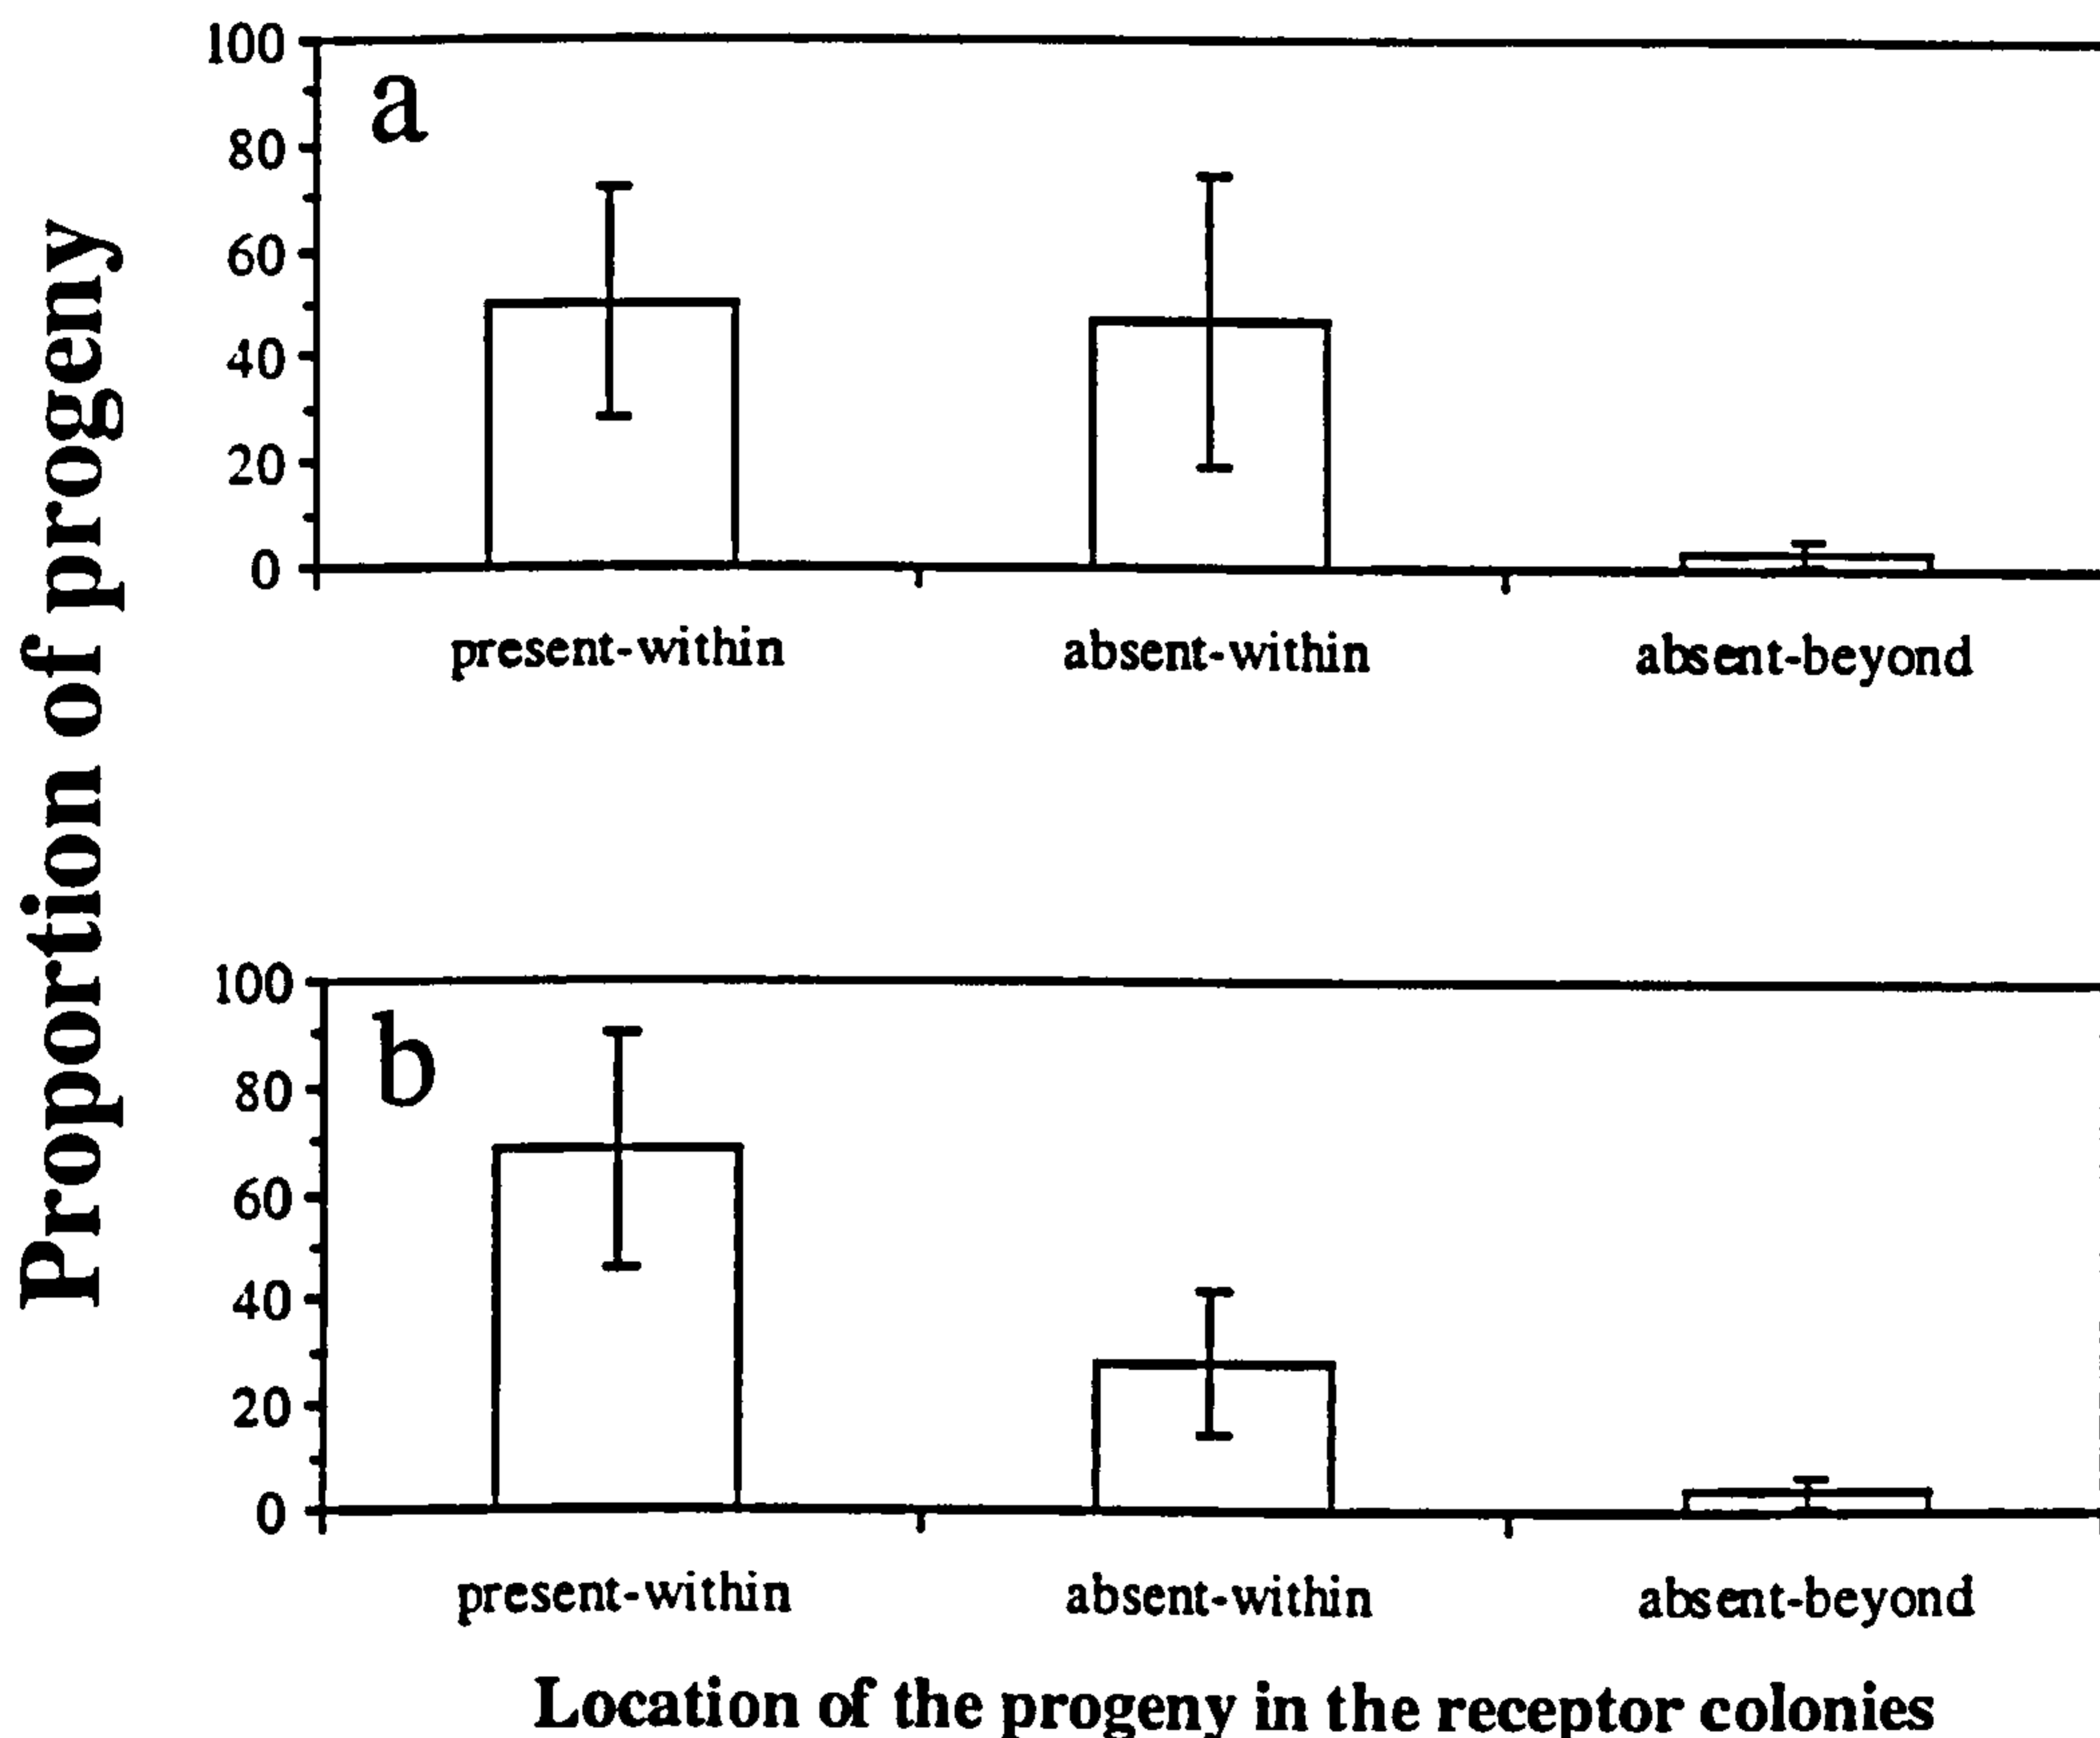 Proportion of progeny
100
a
80
60
40
20
0
present-within absent-within absent-beyond
100
b
80
60
40
20
0
present-within absent-within absent-beyond
Location of the progeny in the receptor colonies